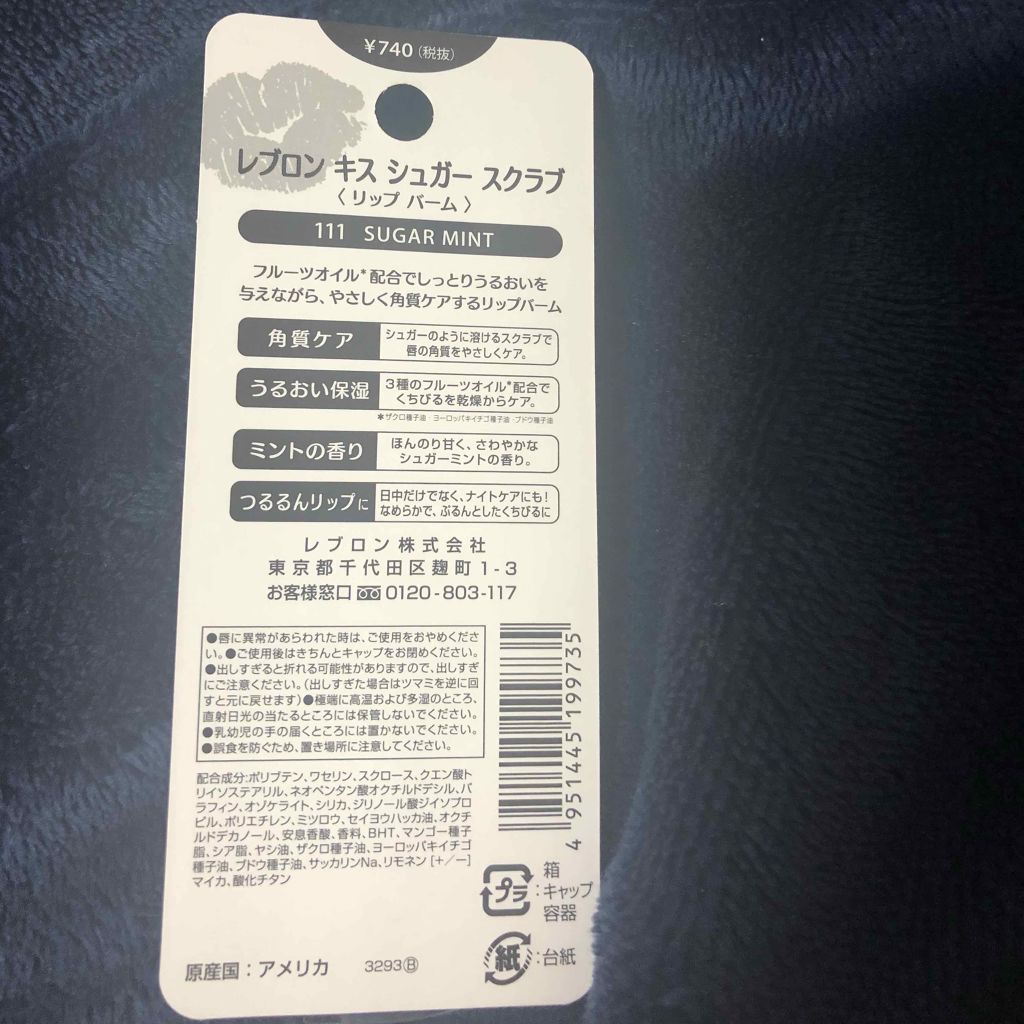 ¥740(税抜)
レブロン キス シュガー スクラブ
〈 リップ バーム 〉
111 SUGAR MINT
フルーツオイル*配合でしっとりうるおいを
与えながら、やさしく角質ケアするリップバーム
角質ケア
シュガーのように溶けるスクラブで
唇の角質をやさしくケア。
うるおい保湿
3種のフルーツオイル*配合で
くちびるを乾燥からケア。
*ザクロ種子油・ヨーロッパキイチゴ種子油・ブドウ種子油
ミントの香り
ほんのり甘く、さわやかな
シュガーミントの香り。
つるるんリップに
日中だけでなく、ナイトケアにも!
なめらかで、ぷるんとしたくちびるに
レブロン株式会社
東京都千代田区麹町1-3
お客様窓口 0120-803-117
●唇に異常があらわれた時は、ご使用をおやめくださ
い。●ご使用後はきちんとキャップをお閉めください。
●出しすぎると折れる可能性がありますので、出しすぎ
にご注意ください。(出しすぎた場合はツマミを逆に回
すと元に戻せます)●極端に高温および多湿のところ、
直射日光の当たるところには保管しないでください。
●乳幼児の手の届くところには置かないでください。
●誤食を防ぐため、置き場所に注意してください。
4 951445 199735
配合成分:ポリブテン、ワセリン、スクロース、クエン酸ト
リイソステアリル、ネオペンタン酸オクチルドデシル、パ
ラフィン、オゾケライト、シリカ、ジリノール酸ジイソプロ
ピル、ポリエチレン、ミツロウ、セイヨウハッカ油、オクチ
ルドデカノール、安息香酸、香料、BHT、マンゴー種子
脂、シア脂、ヤシ油、ザクロ種子油、ヨーロッパキイチゴ
種子油、ブドウ種子油、サッカリンNa、リモネン [+/ー]
マイカ、酸化チタン
プラ
箱
:キャップ
容器
紙
:台紙
原産国:アメリカ
3293Ⓑ